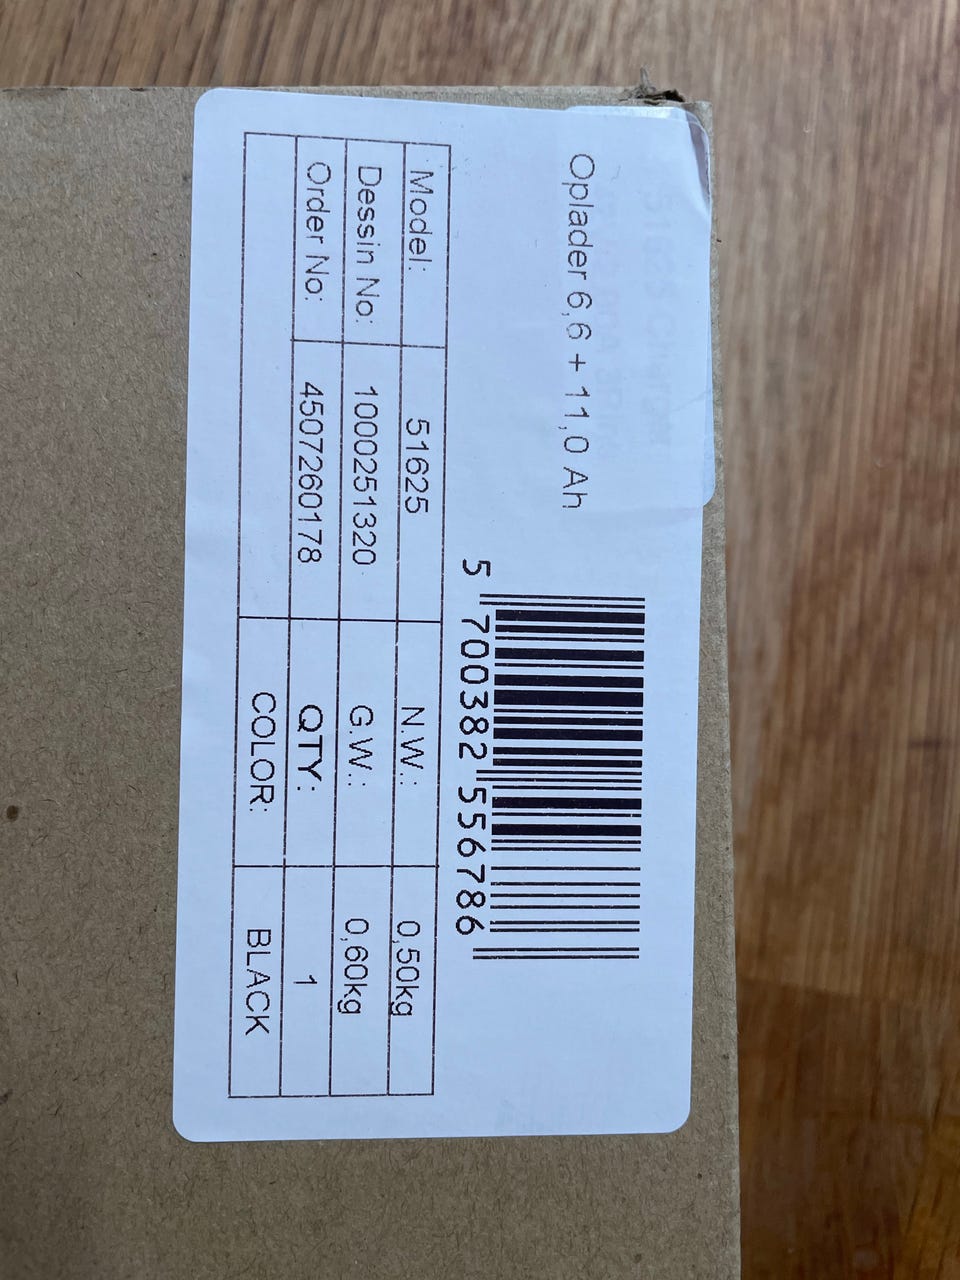 Oplader 6,6 + 11,0 Ah
5 700382 556786
Model: 51625 N.W.: 0,50kg
Dessin No: 1000251320 G.W.: 0,60kg
Order No: 4507260178 QTY: 1
COLOR: BLACK